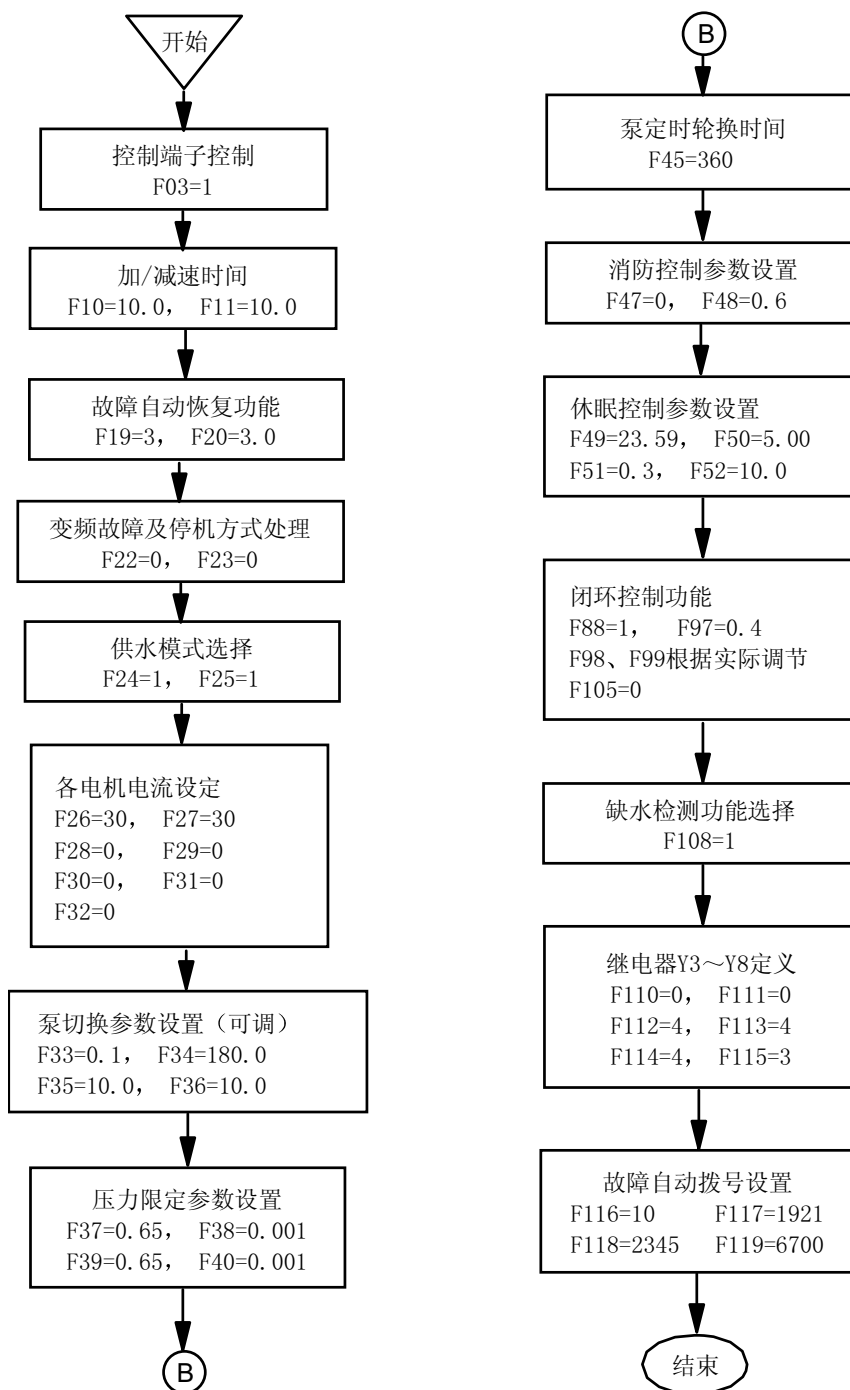 开始
控制端子控制
F03=1
加/减速时间
F10=10.0， F11=10.0
故障自动恢复功能
F19=3， F20=3.0
变频故障及停机方式处理
F22=0， F23=0
供水模式选择
F24=1， F25=1
各电机电流设定
F26=30， F27=30
F28=0， F29=0
F30=0， F31=0
F32=0
泵切换参数设置（可调）
F33=0.1， F34=180.0
F35=10.0， F36=10.0
压力限定参数设置
F37=0.65， F38=0.001
F39=0.65， F40=0.001
B
B
泵定时轮换时间
F45=360
消防控制参数设置
F47=0， F48=0.6
休眠控制参数设置
F49=23.59， F50=5.00
F51=0.3， F52=10.0
闭环控制功能
F88=1， F97=0.4
F98、F99根据实际调节
F105=0
缺水检测功能选择
F108=1
继电器Y3～Y8定义
F110=0， F111=0
F112=4， F113=4
F114=4， F115=3
故障自动拨号设置
F116=10 F117=1921
F118=2345 F119=6700
结束